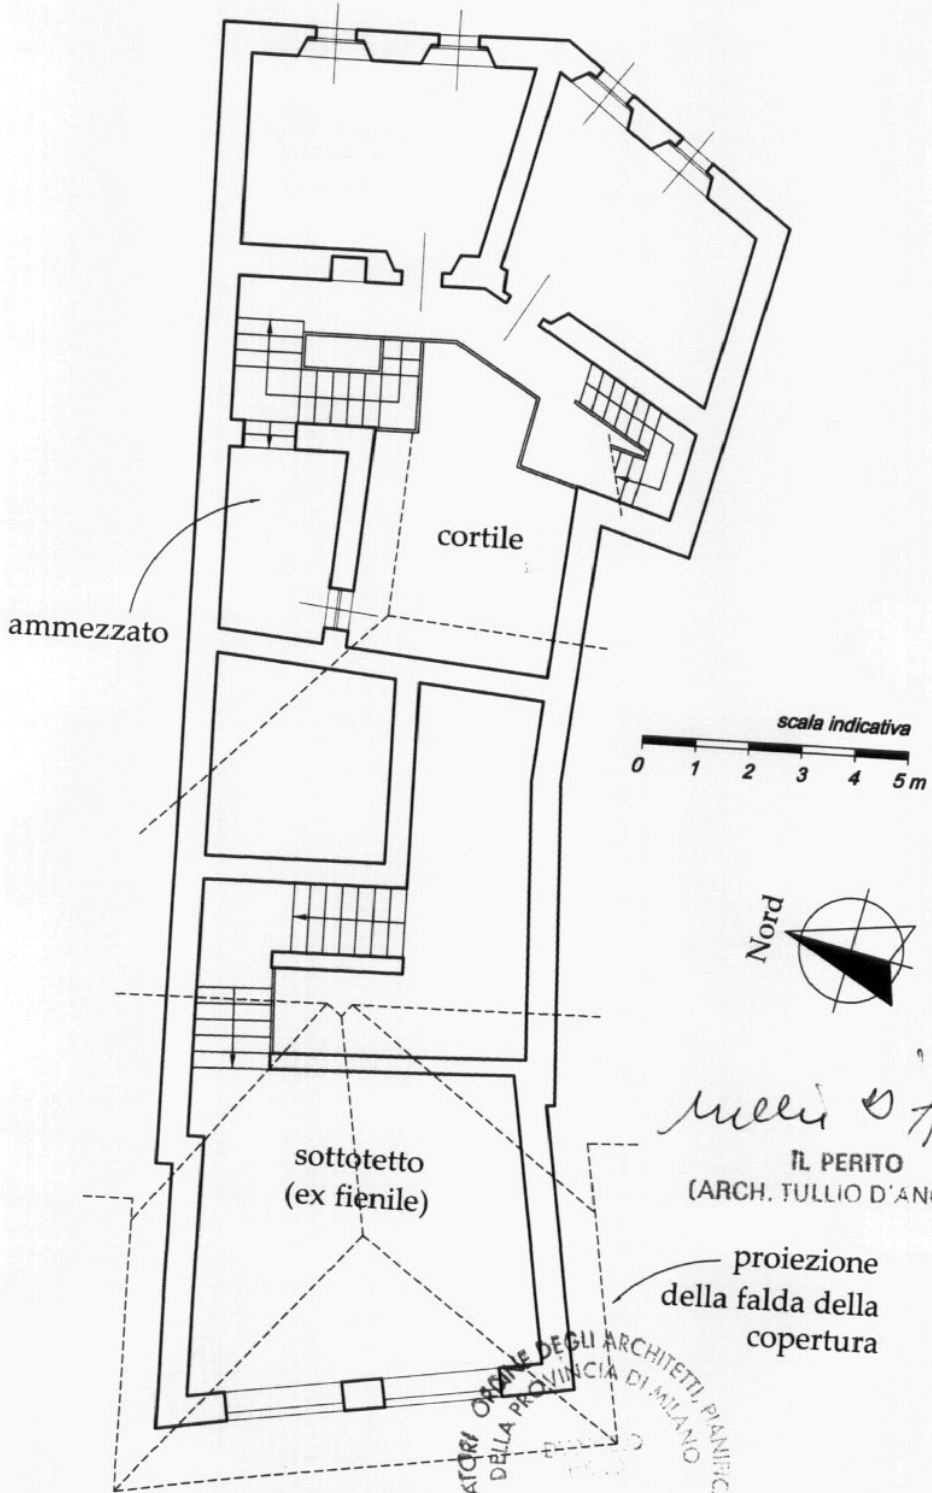 cortile
ammezzato
scala indicativa
0 1 2 3 4 5 m
Nord
IL PERITO
(ARCH. TULLIO
sottotetto
(ex fienile)
proiezione
della falda della
copertura
ORDINE DEGLI ARCHITETTI,
DELLA PROVINCIA DI MILANO